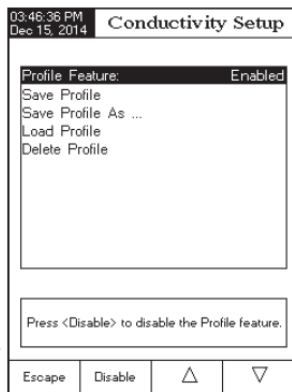 03:46:36 PM
Dec 15, 2014
Conductivity Setup
Profile Feature: Enabled
Save Profile
Save Profile As ...
Load Profile
Delete Profile
Press <Disable> to disable the Profile feature.
Escape Disable △ ▽